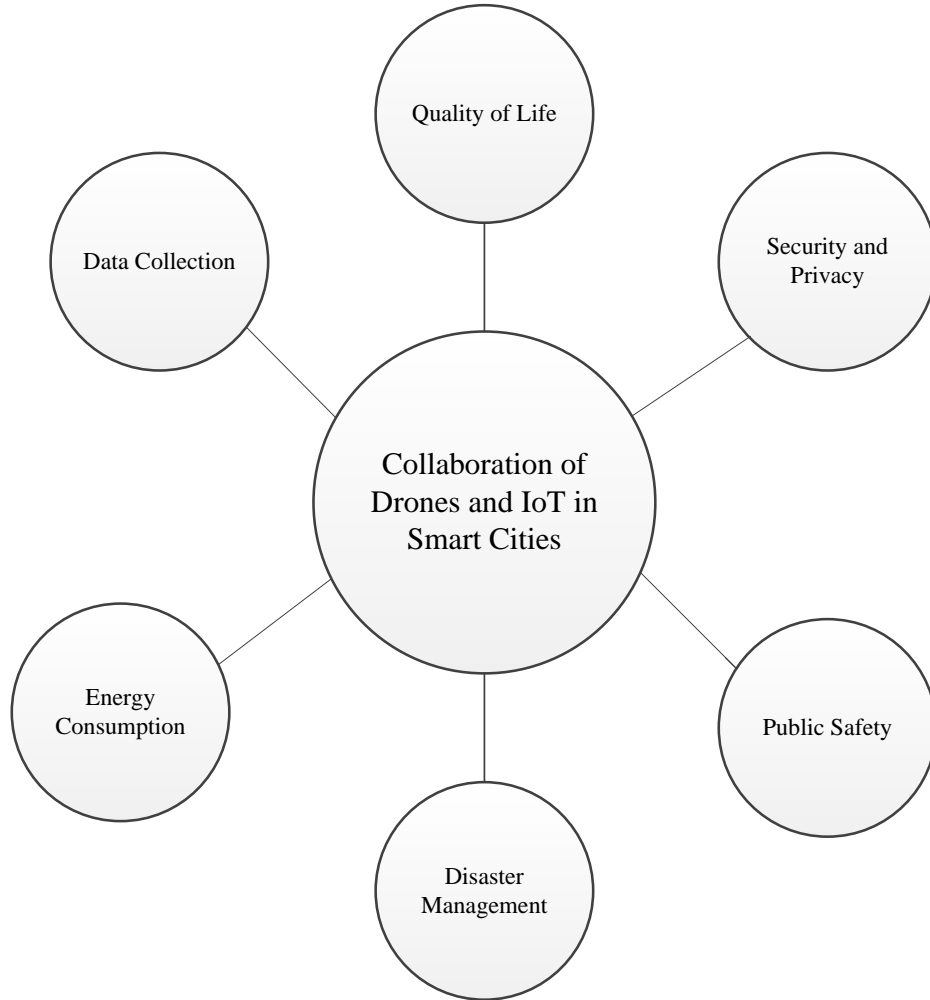 Quality of Life
Data Collection
Security and
Privacy
Collaboration of
Drones and IoT in
Smart Cities
Energy
Consumption
Public Safety
Disaster
Management